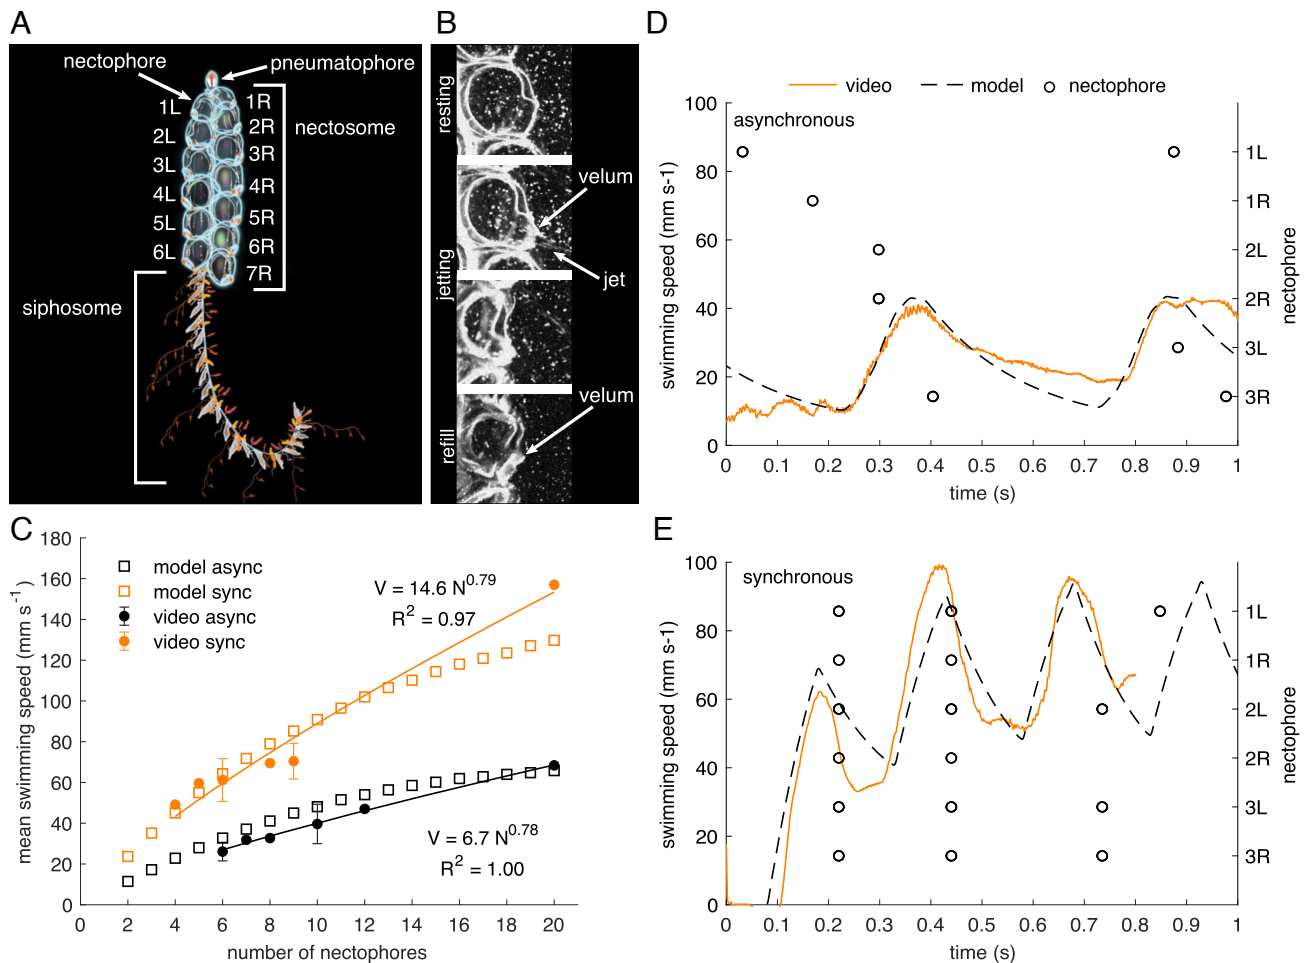 A
nectophore
pneumatophore
1L
1R
2L
2R
nectosome
3L
3R
4L
4R
5L
5R
6L
6R
7R
siphosome
B
resting
jetting
refill
velum
jet
velum
C
mean swimming speed (mm s⁻¹)
180
160
140
120
100
80
60
40
20
0
model async
model sync
video async
video sync
V = 14.6 N^0.79
R² = 0.97
V = 6.7 N^0.78
R² = 1.00
0 2 4 6 8 10 12 14 16 18 20
number of nectophores
D
video model nectophore
asynchronous
swimming speed (mm s-1)
100
80
60
40
20
0
1L
1R
2L
2R
3L
3R
nectophore
0 0.1 0.2 0.3 0.4 0.5 0.6 0.7 0.8 0.9 1
time (s)
E
synchronous
swimming speed (mm s-1)
100
80
60
40
20
0
1L
1R
2L
2R
3L
3R
nectophore
0 0.1 0.2 0.3 0.4 0.5 0.6 0.7 0.8 0.9 1
time (s)